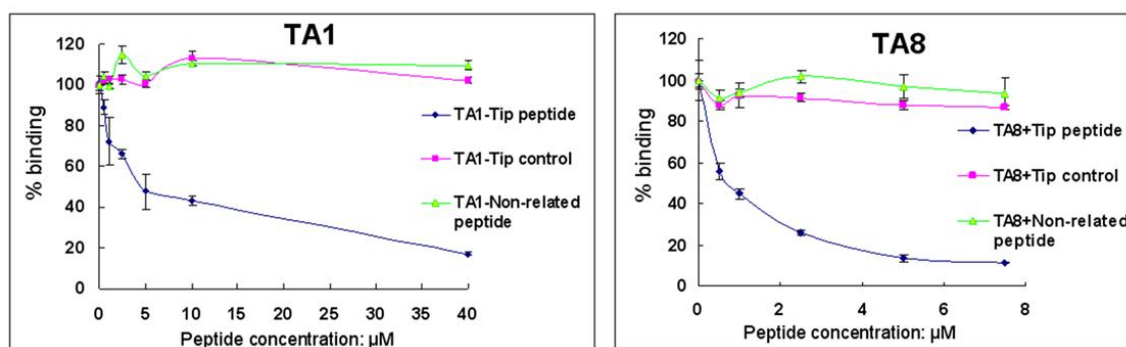 TA1
120
100
80
60
40
20
0
% binding
TA1-Tip peptide
TA1-Tip control
TA1-Non-related
peptide
0 5 10 15 20 25 30 35 40
Peptide concentration: µM
TA8
120
100
80
60
40
20
0
% binding
TA8+Tip peptide
TA8+Tip control
TA8+Non-related
peptide
0 2 4 6 8
Peptide concentration: µM